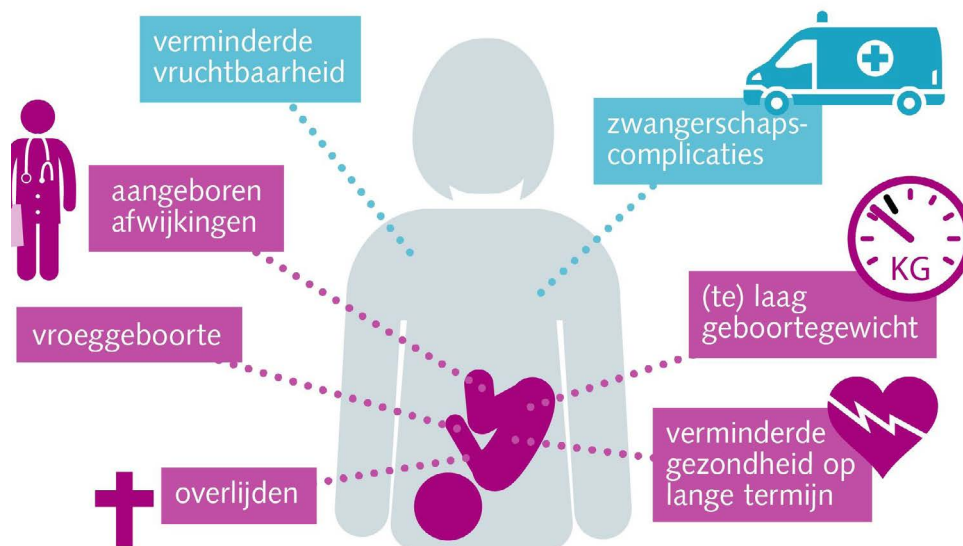 verminderde
vruchtbaarheid
zwangerschaps-
complicaties
aangeboren
afwijkingen
KG
(te) laag
geboortegewicht
vroeggeboorte
verminderde
gezondheid op
lange termijn
overlijden